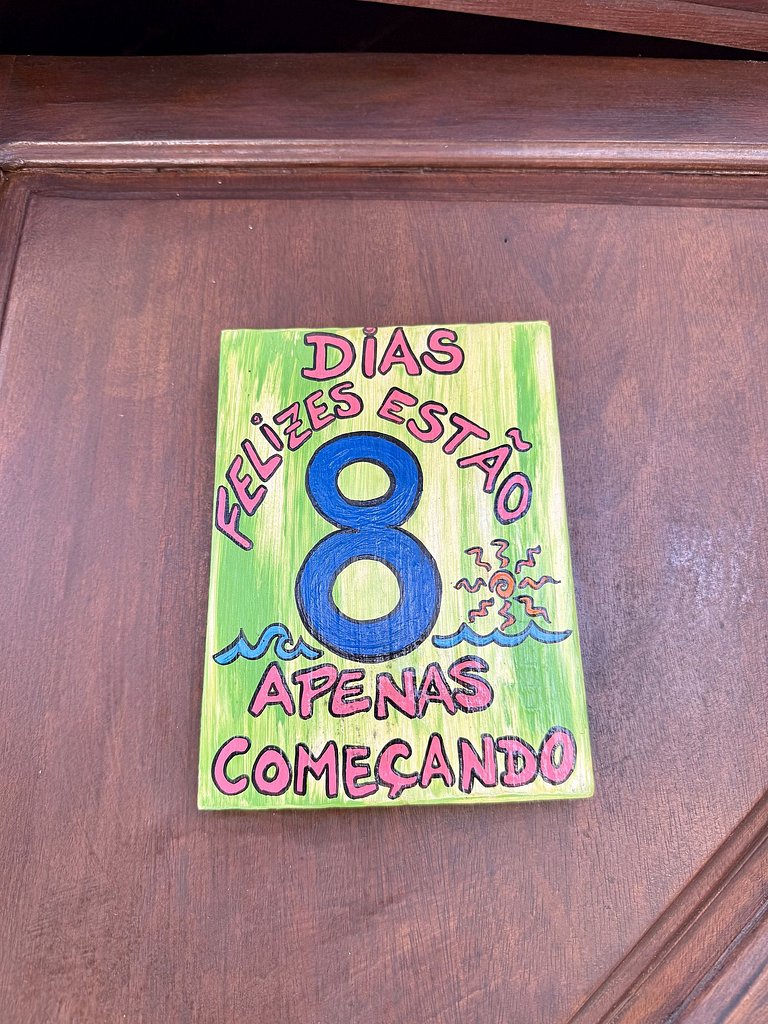 DiAS
FELiZES ESTÃO
8
APENAS
COMEÇANDO